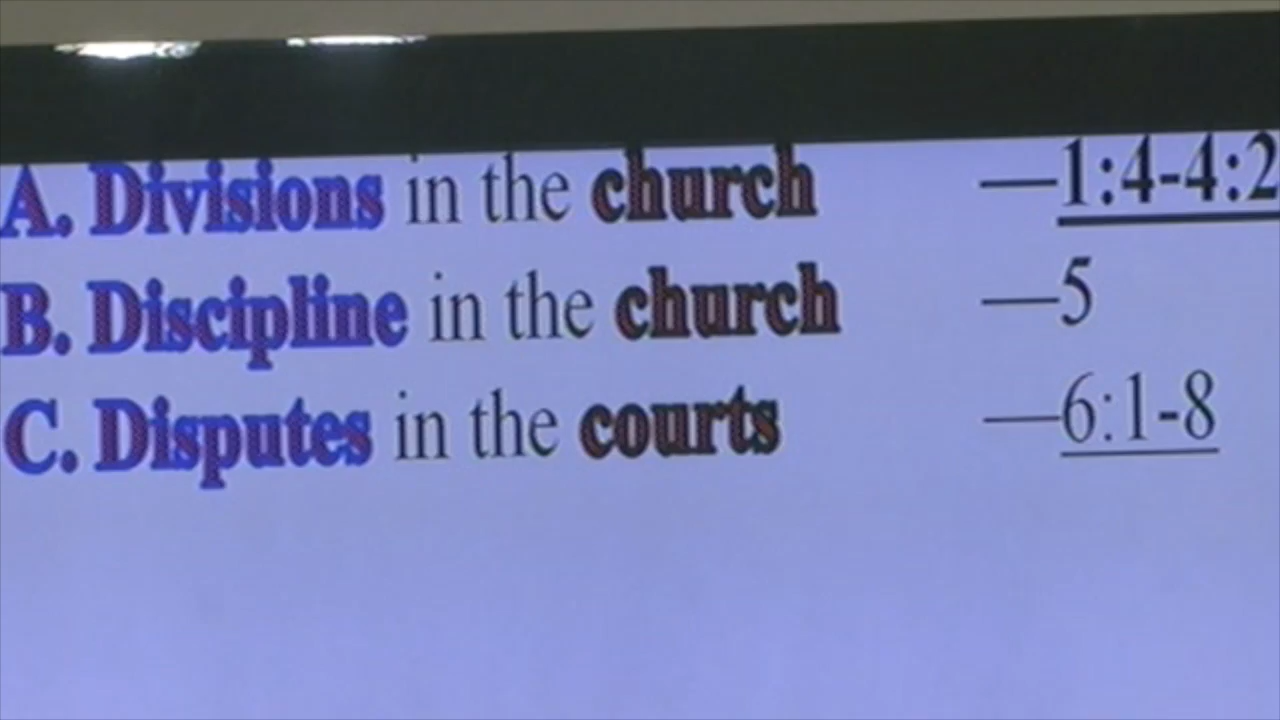 A. Divisions in the church —1:4-4:2
B. Discipline in the church —5
C. Disputes in the courts —6:1-8